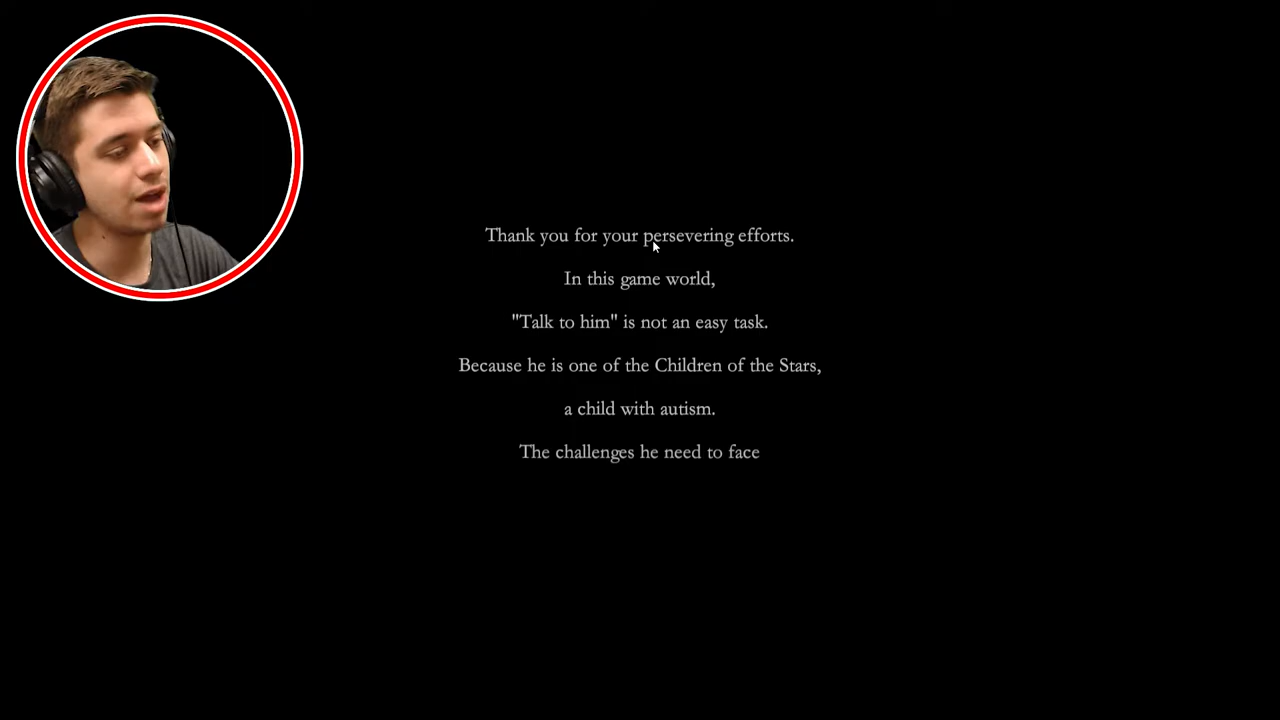 Thank you for your persevering efforts.
In this game world,
"Talk to him" is not an easy task.
Because he is one of the Children of the Stars,
a child with autism.
The challenges he need to face